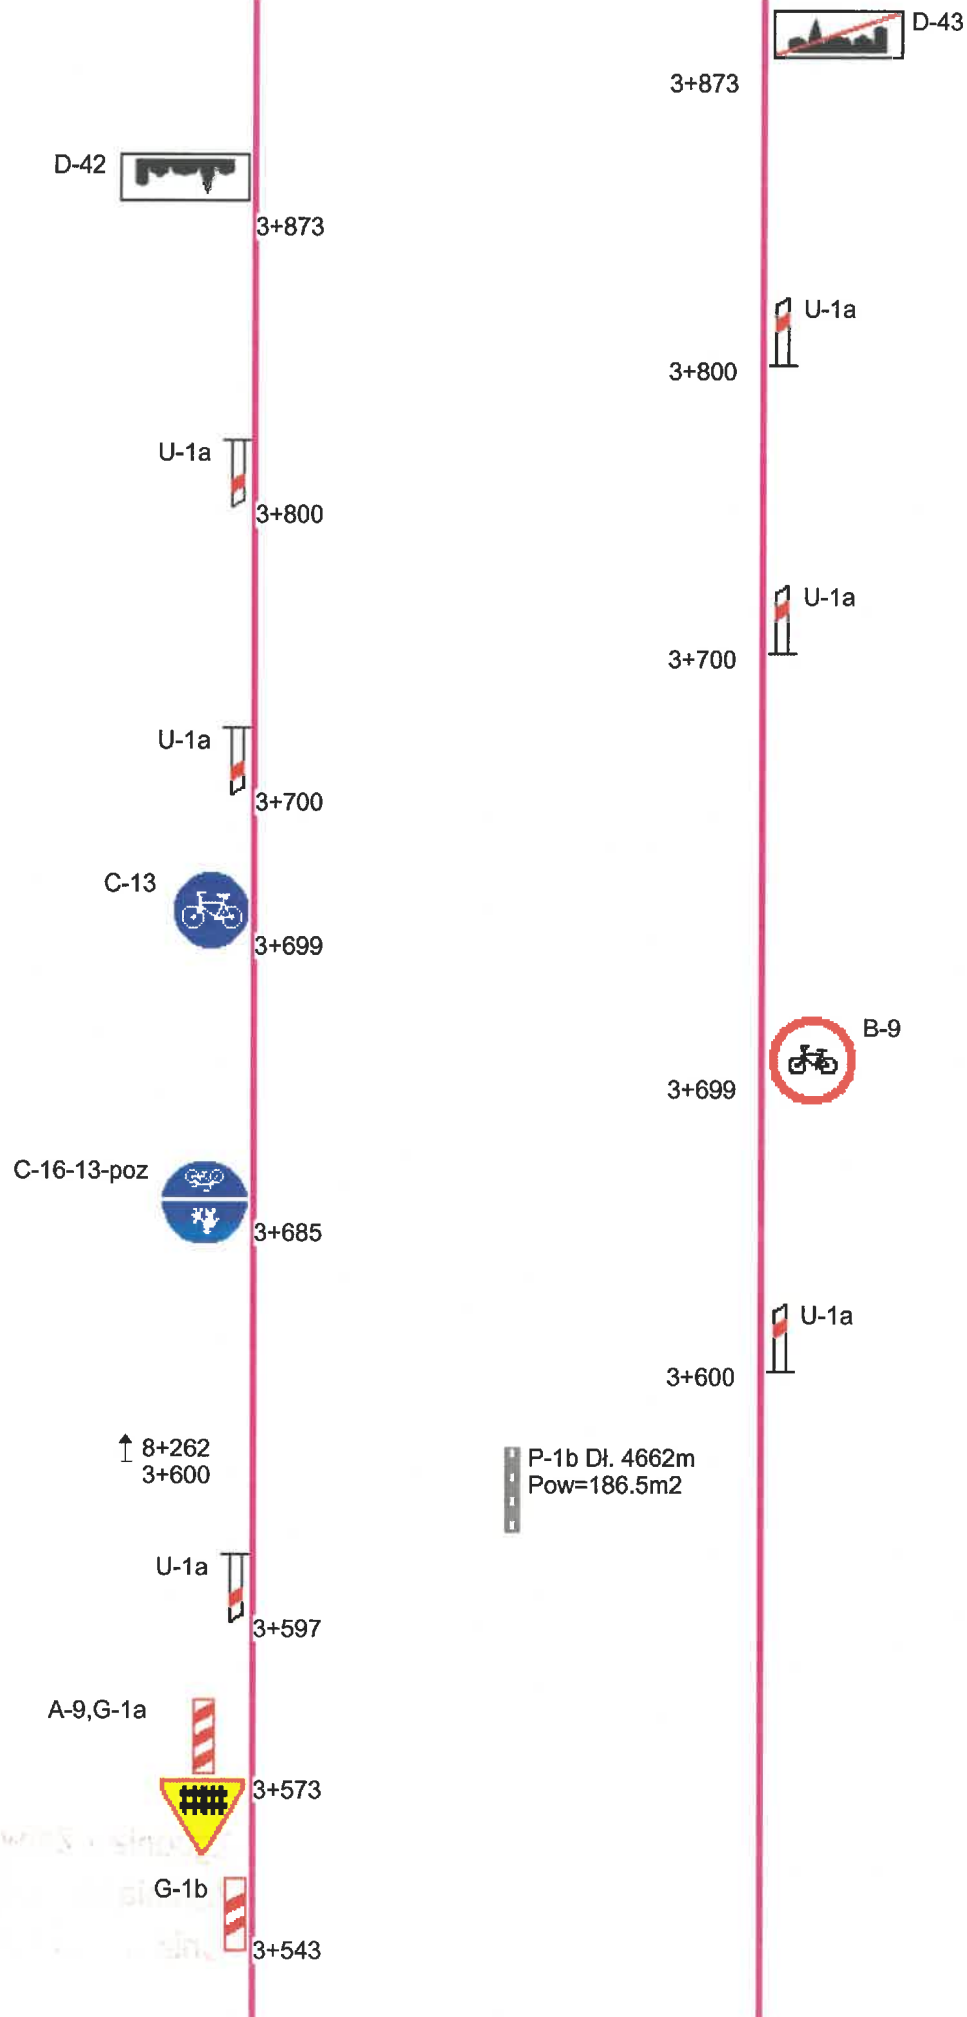 D-43
3+873
D-42
3+873
U-1a
3+800
U-1a
3+800
U-1a
3+700
U-1a
3+700
C-13
3+699
B-9
3+699
C-16-13-poz
3+685
U-1a
3+600
8+262
3+600
P-1b Dł. 4662m
Pow=186.5m2
U-1a
3+597
A-9,G-1a
3+573
G-1b
3+543